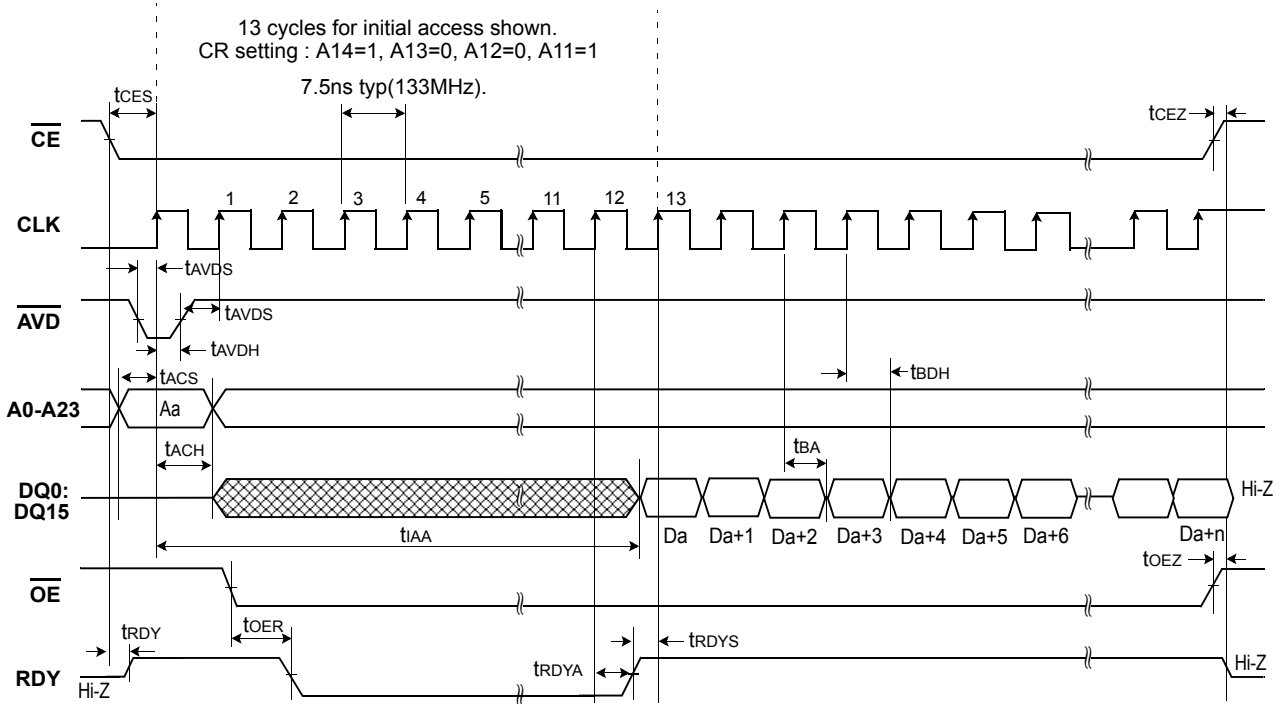 13 cycles for initial access shown.
CR setting : A14=1, A13=0, A12=0, A11=1
7.5ns typ(133MHz).
tCES
tCEZ
CE
CLK
1 2 3 4 5 11 12 13
tAVDS
AVD
tAVDS
tAVDH
tACS
tBDH
A0-A23
Aa
tACH
tBA
DQ0:
DQ15
Hi-Z
tIAA
Da Da+1 Da+2 Da+3 Da+4 Da+5 Da+6 Da+n
tOEZ
OE
tRDY
tOER
tRDYS
tRDYA
RDY
Hi-Z
Hi-Z